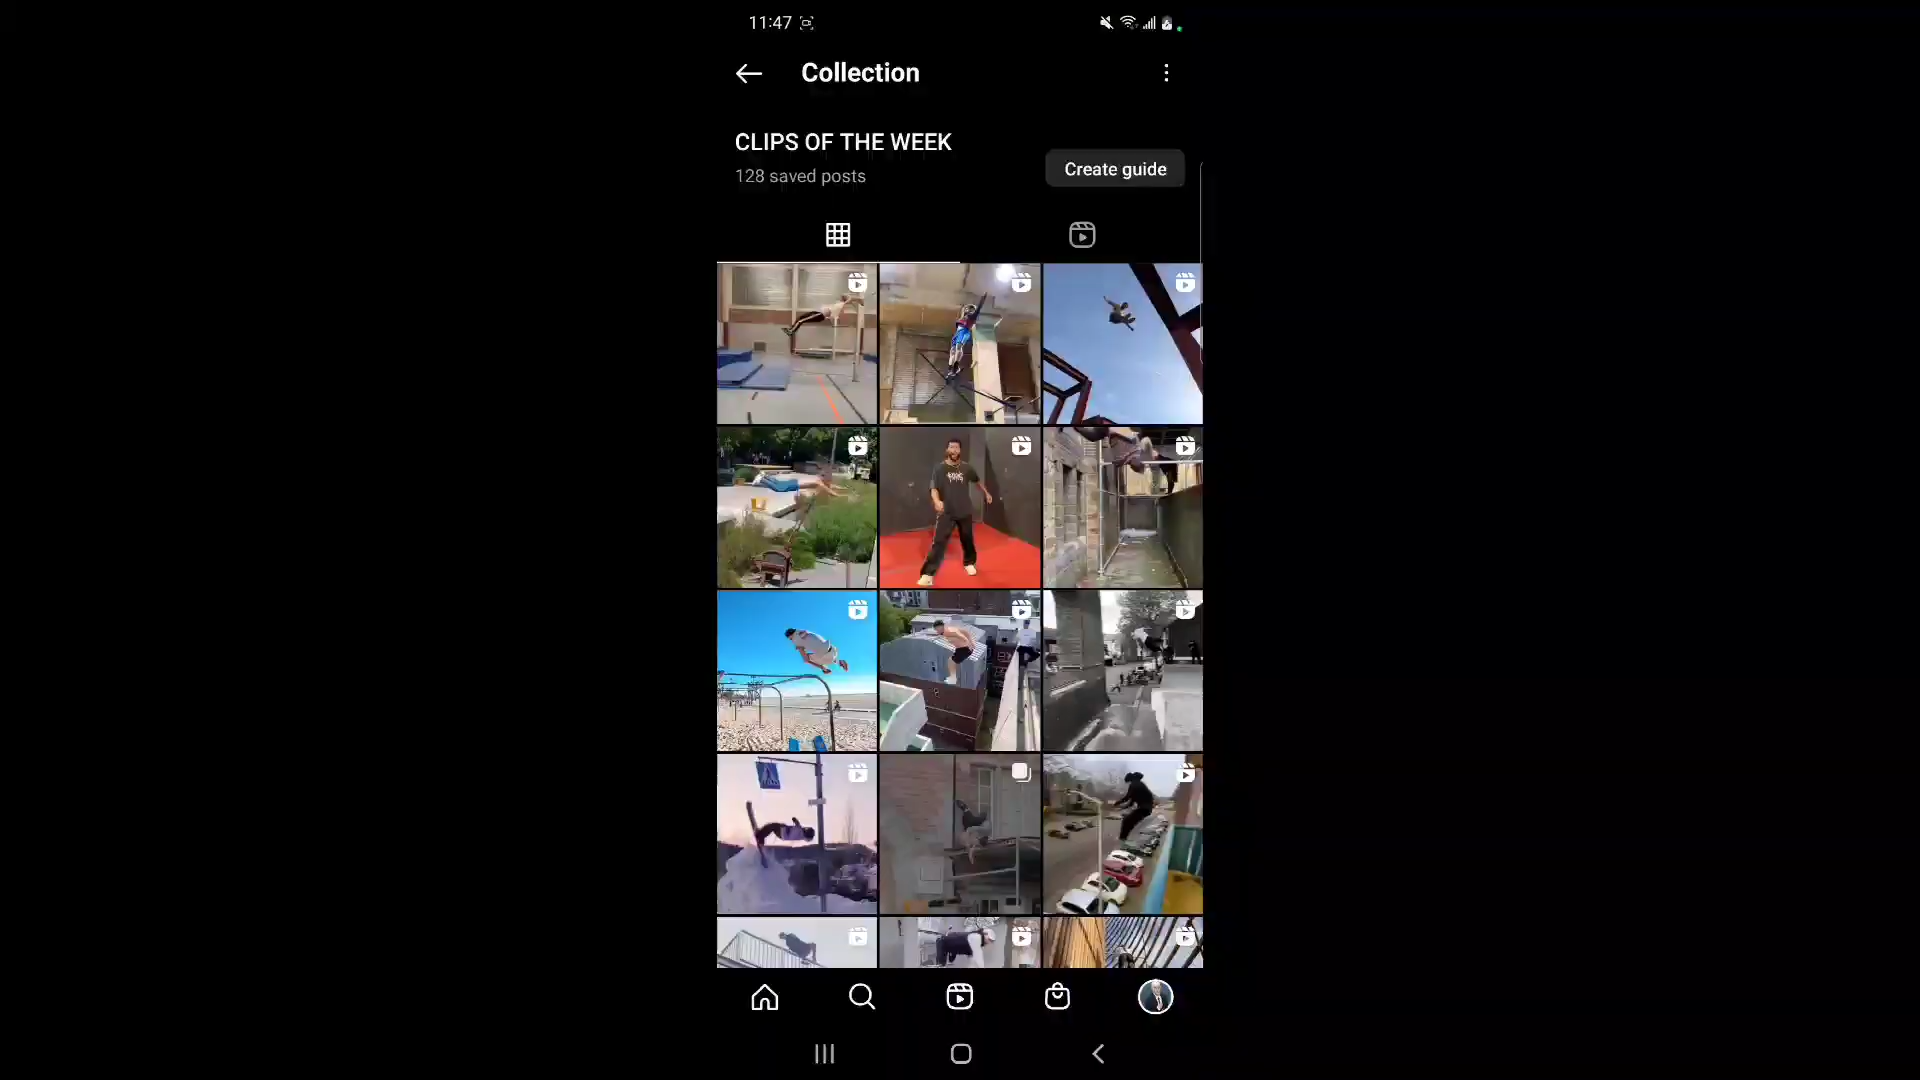 11:47
Collection
CLIPS OF THE WEEK
128 saved posts
Create guide